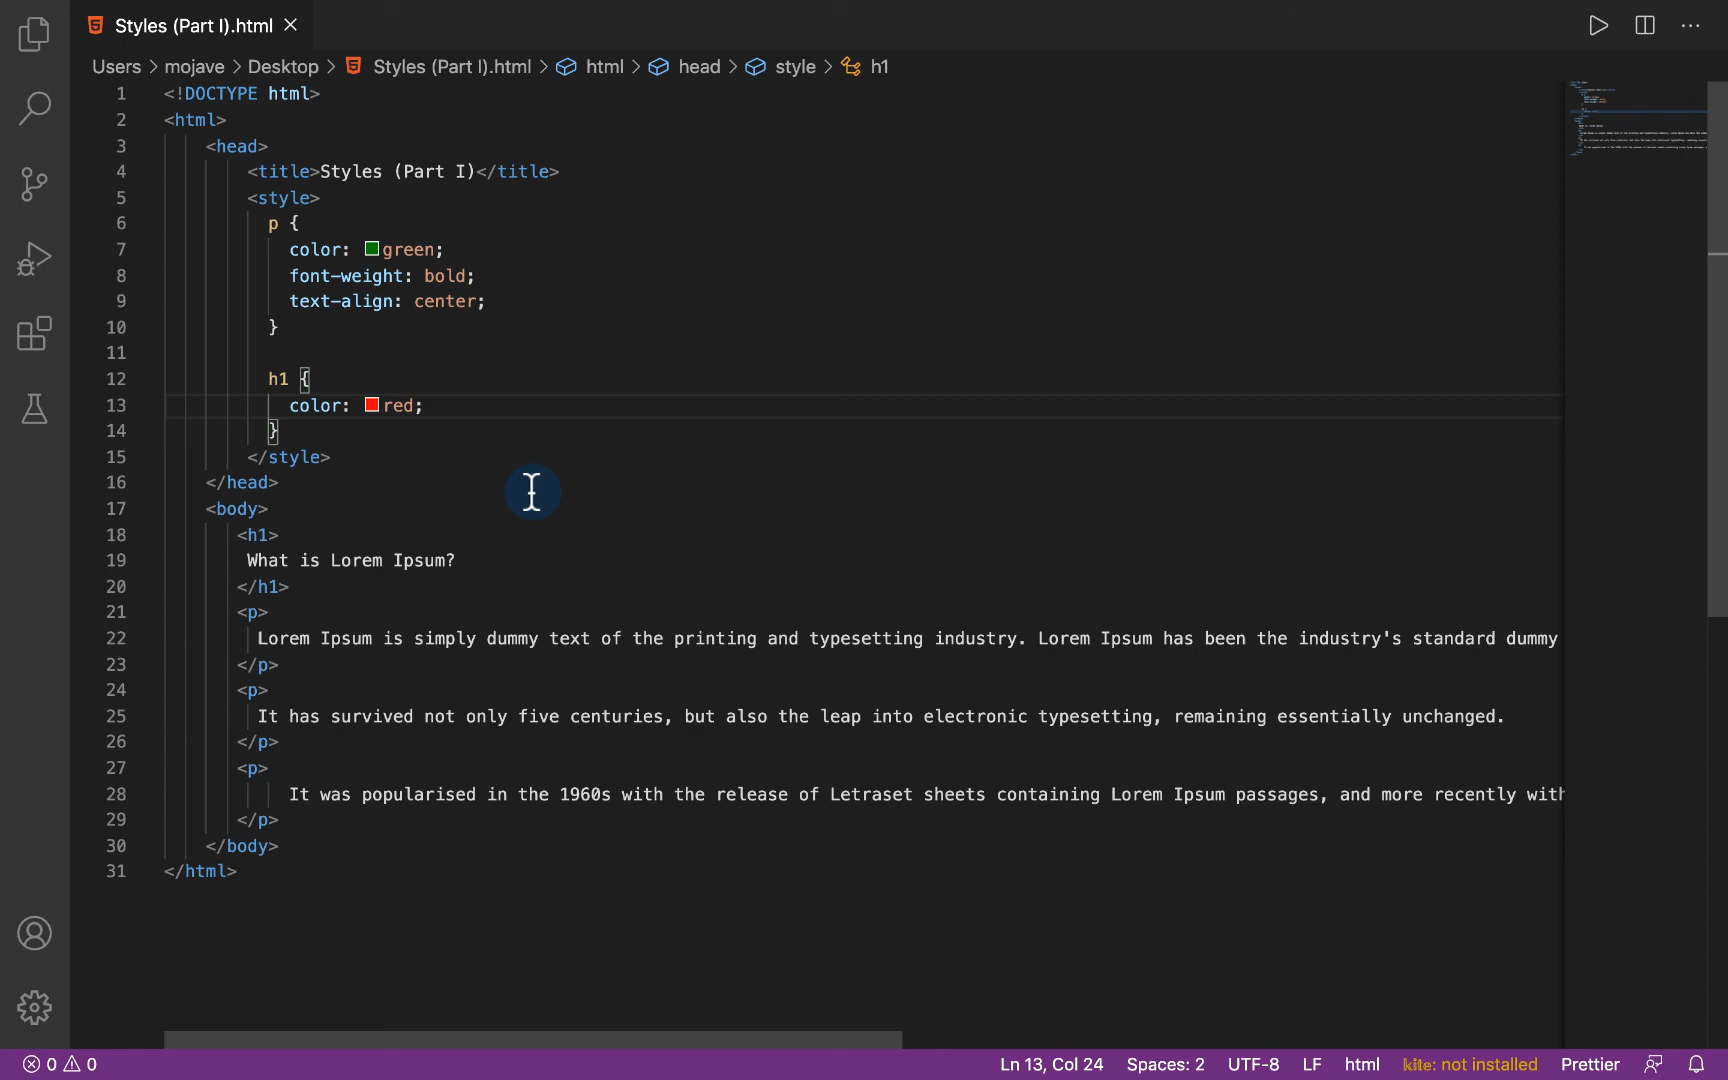 Styles (Part I).html
Users > mojave > Desktop > Styles (Part I).html > html > head > style > h1
1 <!DOCTYPE html>
2 <html>
3 <head>
4 <title>Styles (Part I)</title>
5 <style>
6 p {
7 color: green;
8 font-weight: bold;
9 text-align: center;
10 }
11
12 h1 {
13 color: red;
14 }
15 </style>
16 </head>
17 <body>
18 <h1>
19 What is Lorem Ipsum?
20 </h1>
21 <p>
22 Lorem Ipsum is simply dummy text of the printing and typesetting industry. Lorem Ipsum has been the industry's standard dummy
23 </p>
24 <p>
25 It has survived not only five centuries, but also the leap into electronic typesetting, remaining essentially unchanged.
26 </p>
27 <p>
28 It was popularised in the 1960s with the release of Letraset sheets containing Lorem Ipsum passages, and more recently with
29 </p>
30 </body>
31 </html>
0 0 Ln 13, Col 24 Spaces: 2 UTF-8 LF html kite: not installed Prettier